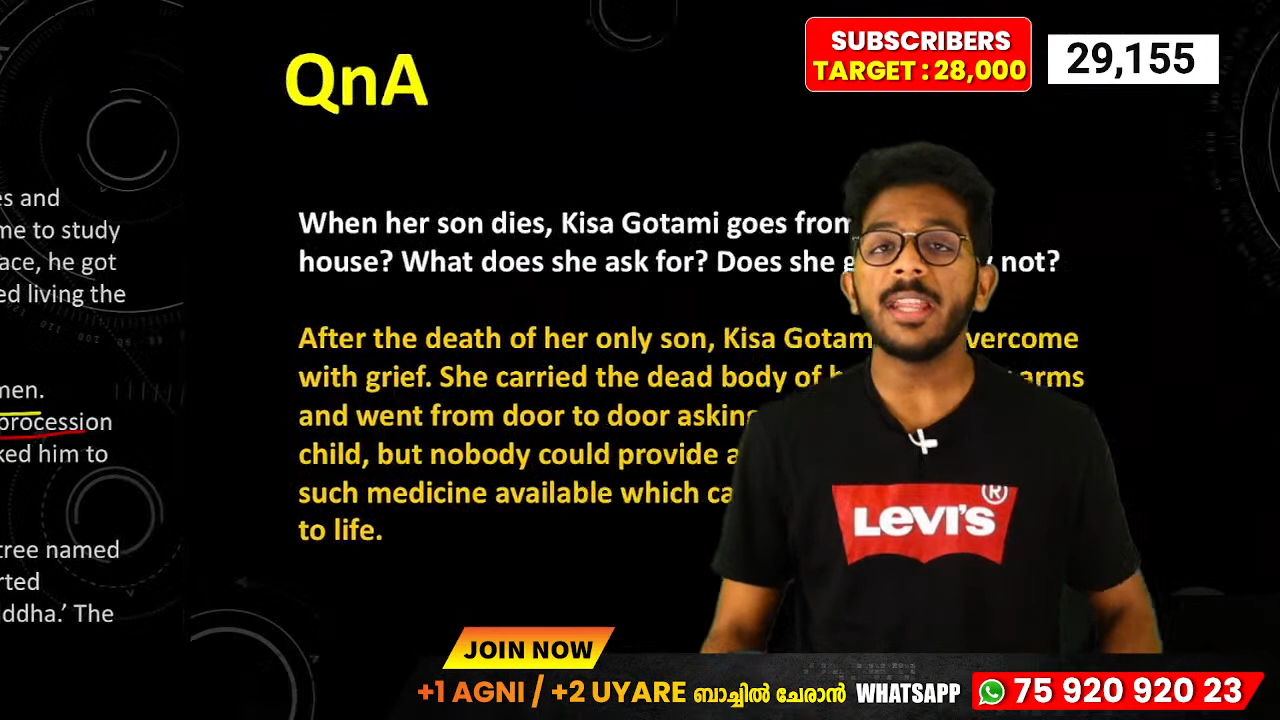 QnA
SUBSCRIBERS
TARGET : 28,000
29,155
es and
me to study
ace, he got
ed living the
men.
procession
ked him to
tree named
rted
ddha.’ The
When her son dies, Kisa Gotami goes from
house? What does she ask for? Does she not?
After the death of her only son, Kisa Gotam vercome
with grief. She carried the dead body of arms
and went from door to door asking
child, but nobody could provide a
such medicine available which ca
to life.
LEVI'S ®
JOIN NOW
+1 AGNI / +2 UYARE ബാച്ചിൽ ചേരാൻ WHATSAPP 75 920 920 23